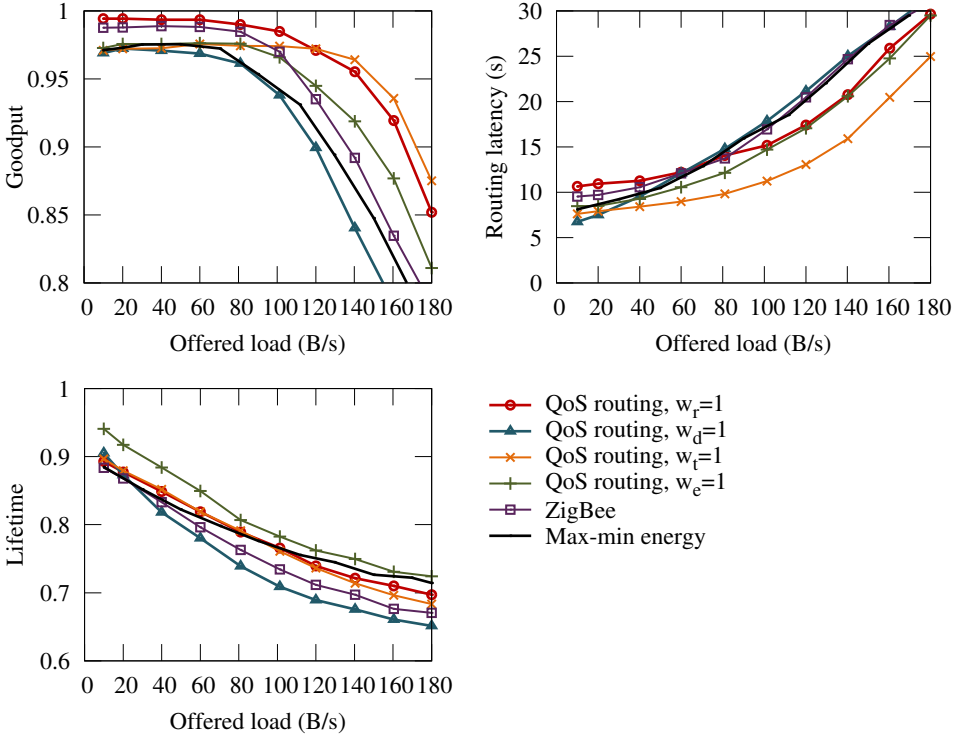 1
0.95
0.9
0.85
0.8
Goodput
0 20 40 60 80 100 120 140 160 180
Offered load (B/s)
30
25
20
15
10
5
0
Routing latency (s)
0 20 40 60 80 100 120 140 160 180
Offered load (B/s)
1
0.9
0.8
0.7
0.6
Lifetime
0 20 40 60 80 100 120 140 160 180
Offered load (B/s)
QoS routing, w_r=1
QoS routing, w_d=1
QoS routing, w_t=1
QoS routing, w_e=1
ZigBee
Max-min energy